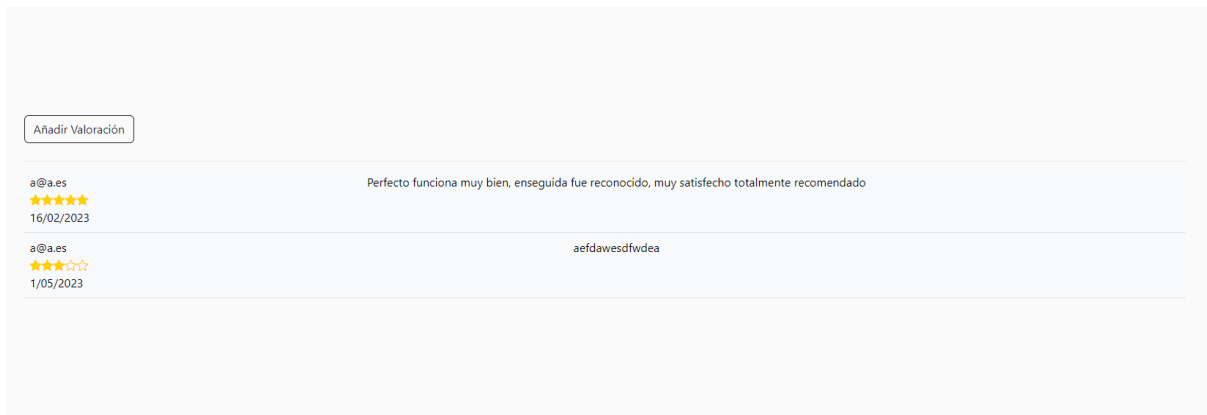 Añadir Valoración
a@a.es
Perfecto funciona muy bien, enseguida fue reconocido, muy satisfecho totalmente recomendado
16/02/2023
a@a.es
aefdawesdfwdea
1/05/2023